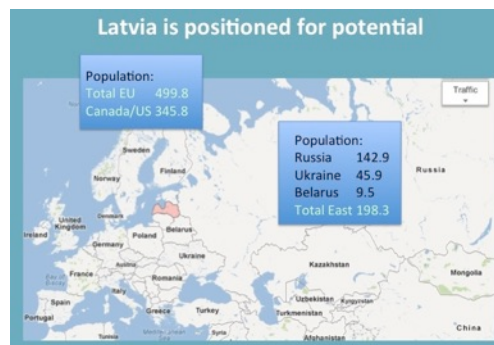 Latvia is positioned for potential
Population:
Total EU 499.8
Canada/US 345.8
Traffic
Population:
Russia 142.9
Ukraine 45.9
Belarus 9.5
Total East 198.3
Sweden
Finland
Norway
Russia
United
Kingdom
Denmark
Ireland
Poland
Belarus
Germany
Ukraine
Austria
France
Kazakhstan
Romania
Mongolia
Italy
Spain
Uzbekistan
Kyrgyzstan
Greece
Turkey
Turkmenistan
Portugal
Syria
China
Tunisia
Afghanistan